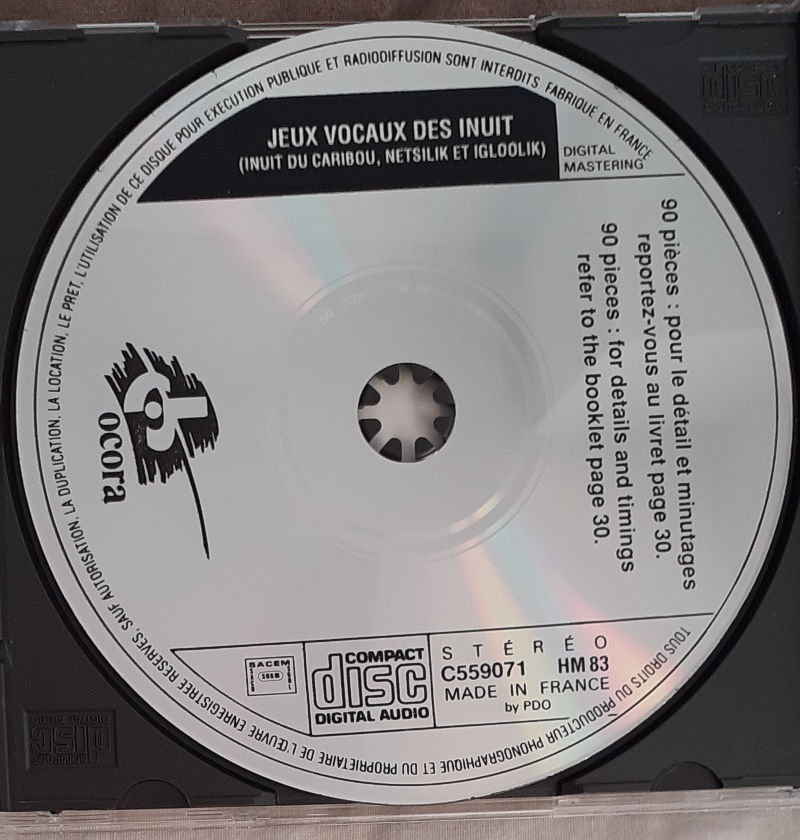 JEUX VOCAUX DES INUIT
(INUIT DU CARIBOU, NETSILIK ET IGLOOLIK)
DIGITAL
MASTERING
90 pièces : pour le détail et minutages
reportez-vous au livret page 30.
90 pieces : for details and timings
refer to the booklet page 30.
ocora
SACEM
COMPACT
disc
DIGITAL AUDIO
STÉRÉO
C559071 HM 83
MADE IN FRANCE
by PDO
TOUS DROITS DU PRODUCTEUR PHONOGRAPHIQUE ET DU PROPRIETAIRE DE L'ŒUVRE ENREGISTREE RESERVES, SAUF AUTORISATION, LA DUPLICATION, LA LOCATION, LE PRET, L'UTILISATION DE CE DISQUE POUR EXECUTION PUBLIQUE ET RADIODIFFUSION SONT INTERDITS. FABRIQUE EN FRANCE